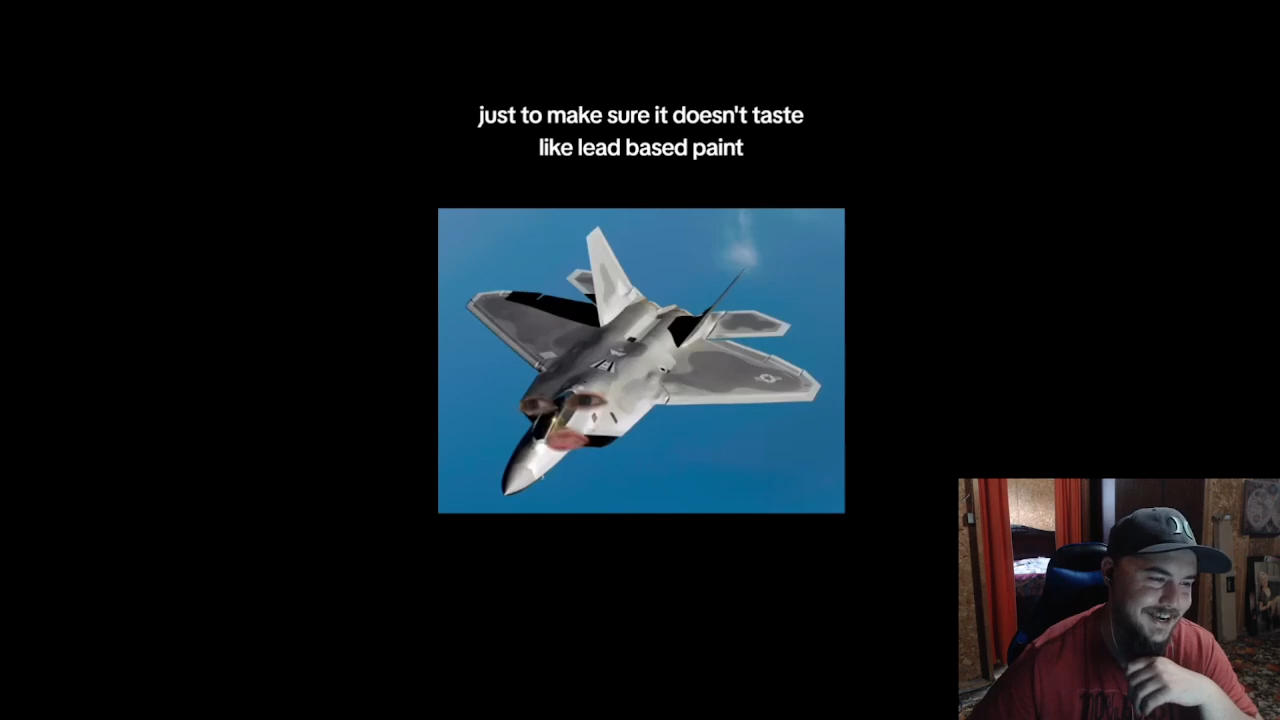 just to make sure it doesn't taste
like lead based paint